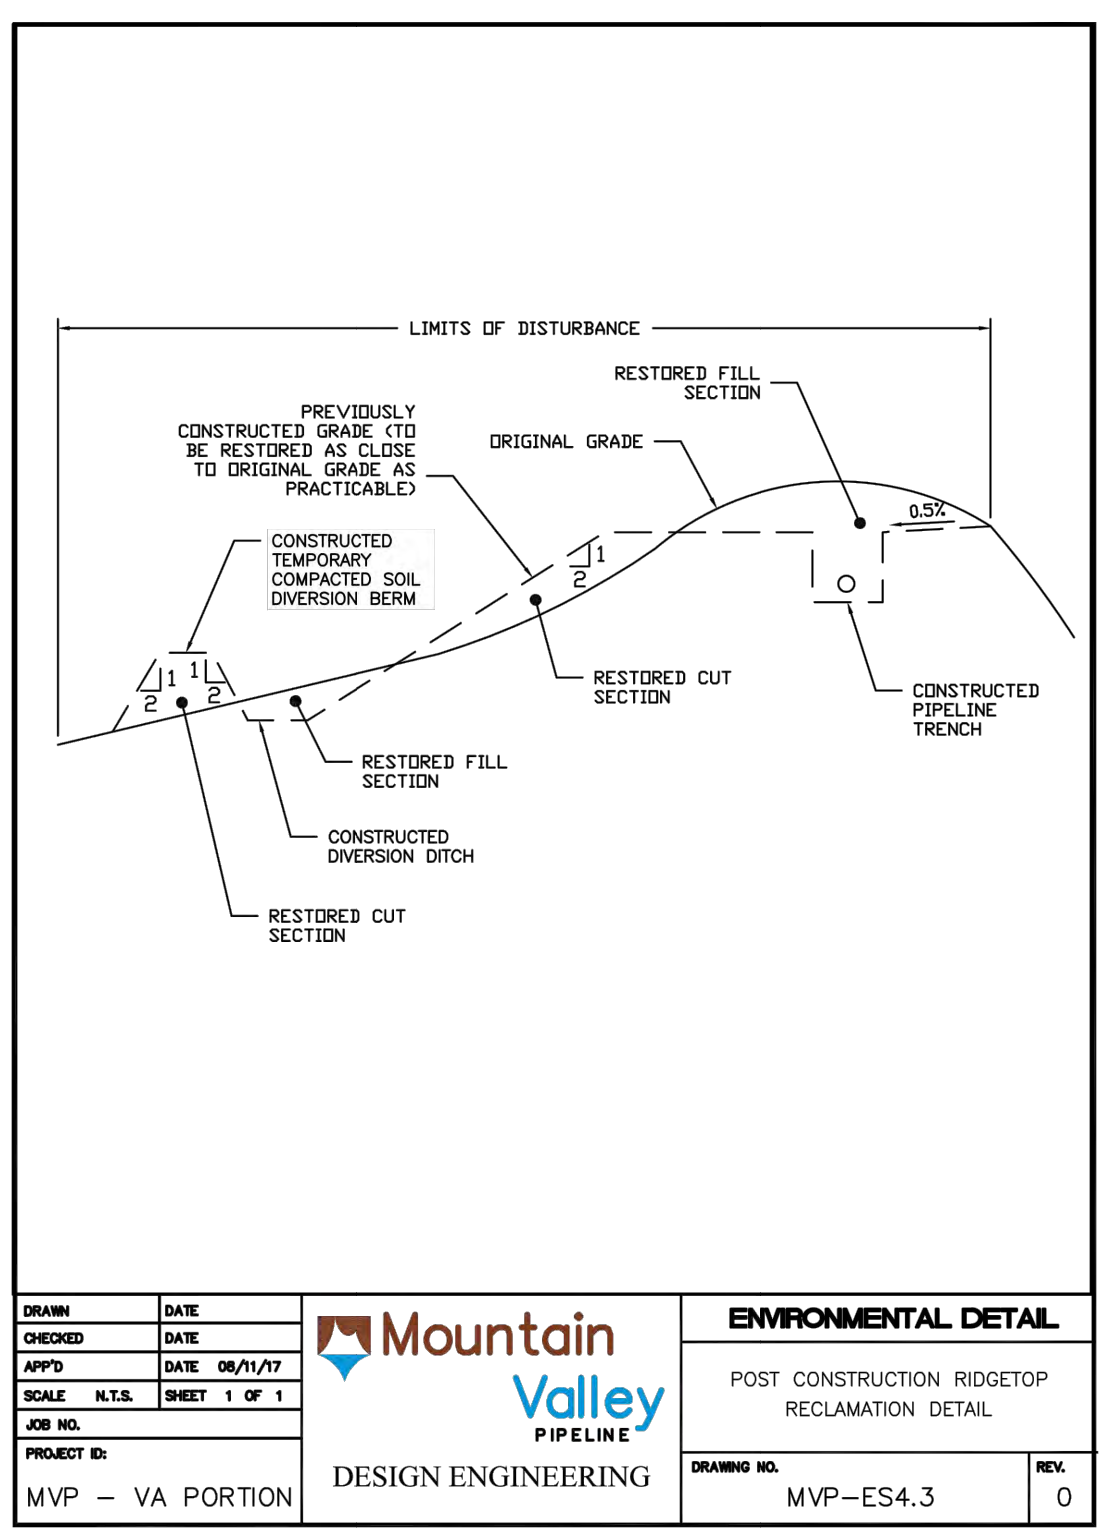 LIMITS OF DISTURBANCE
RESTORED FILL
SECTION
PREVIOUSLY
CONSTRUCTED GRADE (TO
BE RESTORED AS CLOSE
TO ORIGINAL GRADE AS
PRACTICABLE)
ORIGINAL GRADE
0.5%
CONSTRUCTED
TEMPORARY
COMPACTED SOIL
DIVERSION BERM
1
2
1
2
1
2
RESTORED CUT
SECTION
CONSTRUCTED
PIPELINE
TRENCH
RESTORED FILL
SECTION
CONSTRUCTED
DIVERSION DITCH
RESTORED CUT
SECTION
DRAWN DATE
CHECKED DATE
APP'D DATE 08/11/17
SCALE N.T.S. SHEET 1 OF 1
JOB NO.
PROJECT ID:
MVP - VA PORTION
Mountain
Valley
PIPELINE
DESIGN ENGINEERING
ENVIRONMENTAL DETAIL
POST CONSTRUCTION RIDGETOP
RECLAMATION DETAIL
DRAWING NO.
MVP-ES4.3
REV.
0